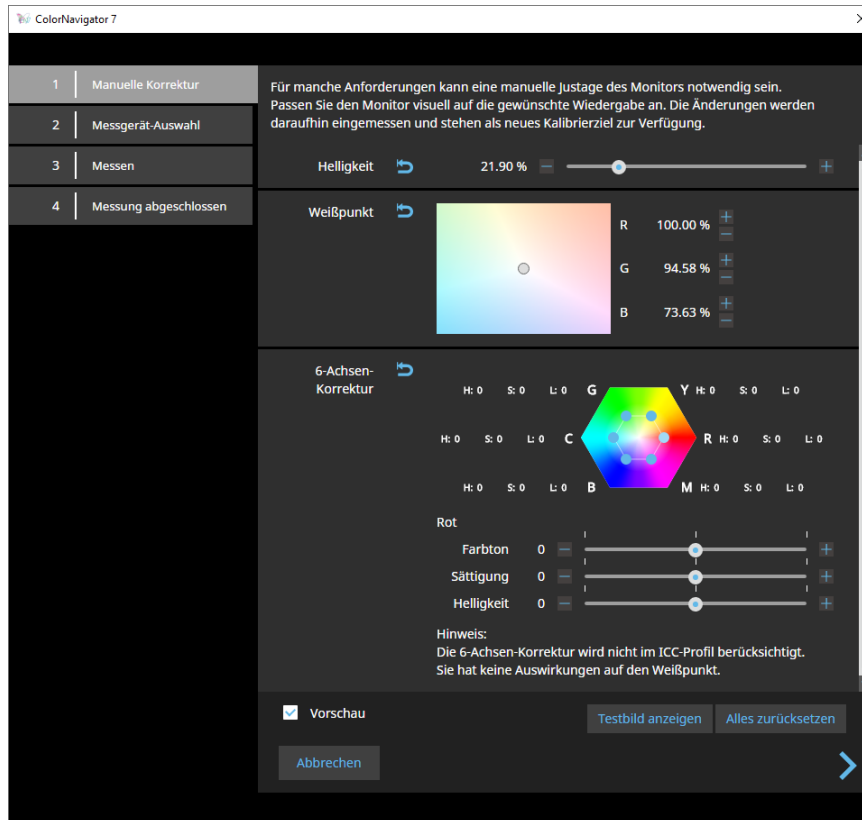 ColorNavigator 7
1 Manuelle Korrektur
2 Messgerät-Auswahl
3 Messen
4 Messung abgeschlossen
Für manche Anforderungen kann eine manuelle Justage des Monitors notwendig sein.
Passen Sie den Monitor visuell auf die gewünschte Wiedergabe an. Die Änderungen werden
daraufhin eingemessen und stehen als neues Kalibrierziel zur Verfügung.
Helligkeit 21.90 % − +
Weißpunkt
R 100.00 % + −
G 94.58 % + −
B 73.63 % + −
6-Achsen-
Korrektur
H: 0 S: 0 L: 0 G Y H: 0 S: 0 L: 0
H: 0 S: 0 L: 0 C R H: 0 S: 0 L: 0
H: 0 S: 0 L: 0 B M H: 0 S: 0 L: 0
Rot
Farbton 0 − +
Sättigung 0 − +
Helligkeit 0 − +
Hinweis:
Die 6-Achsen-Korrektur wird nicht im ICC-Profil berücksichtigt.
Sie hat keine Auswirkungen auf den Weißpunkt.
Vorschau
Testbild anzeigen
Alles zurücksetzen
Abbrechen